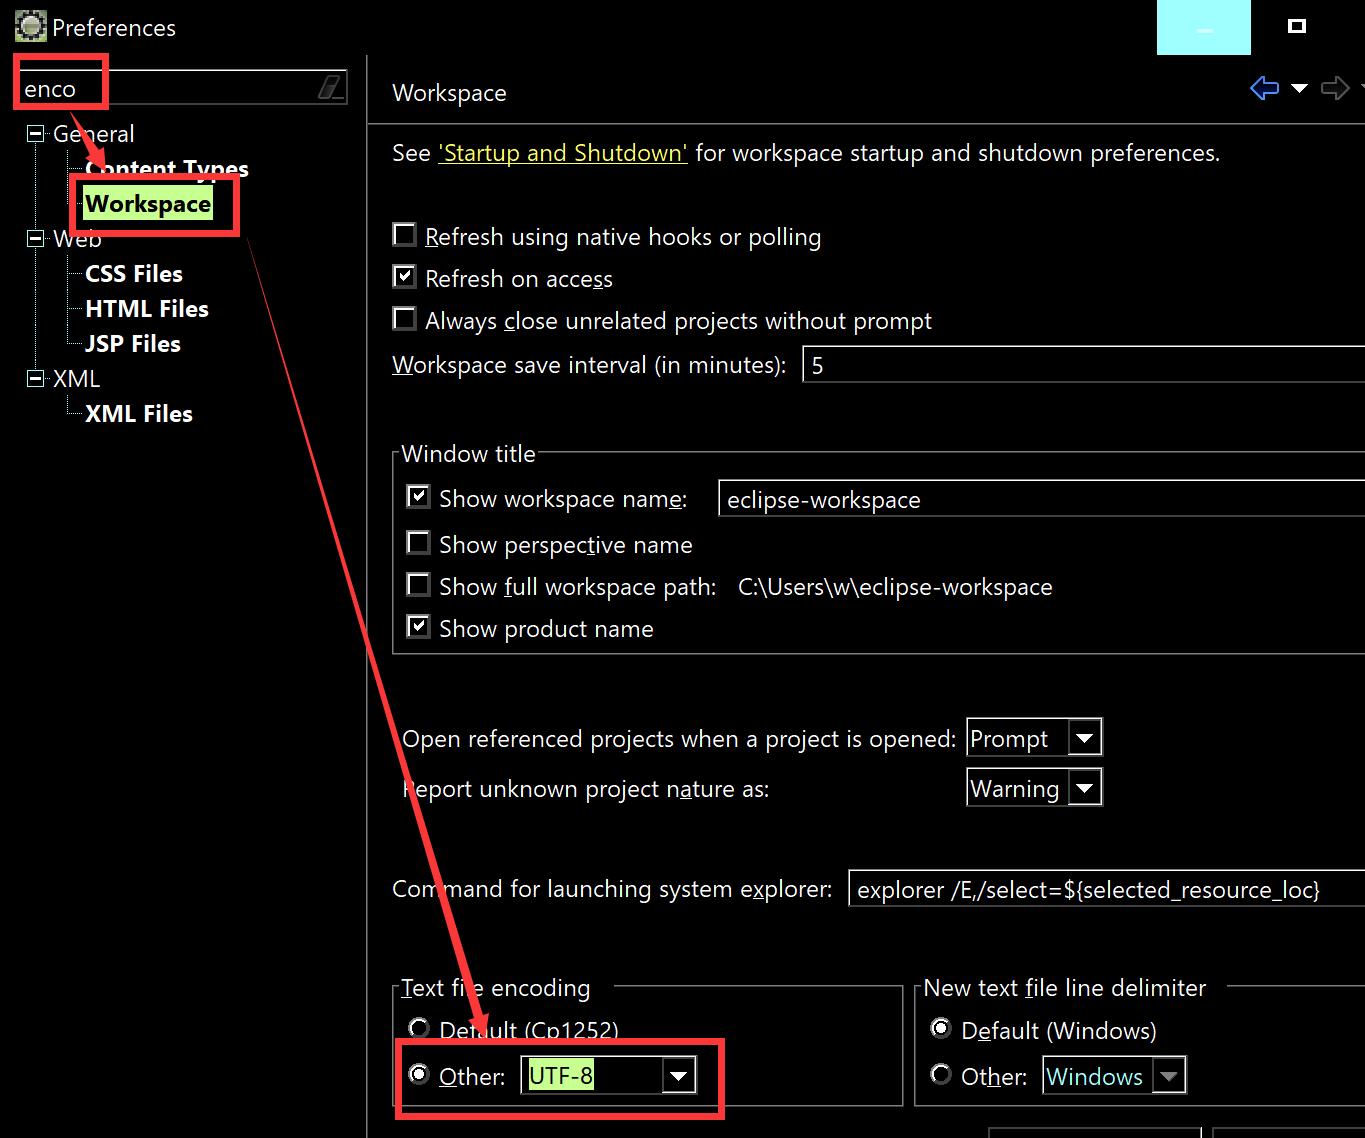 Preferences
enco
General
Content Types
Workspace
Web
CSS Files
HTML Files
JSP Files
XML
XML Files
Workspace
See 'Startup and Shutdown' for workspace startup and shutdown preferences.
Refresh using native hooks or polling
Refresh on access
Always close unrelated projects without prompt
Workspace save interval (in minutes): 5
Window title
Show workspace name: eclipse-workspace
Show perspective name
Show full workspace path: C:\Users\w\eclipse-workspace
Show product name
Open referenced projects when a project is opened: Prompt
Report unknown project nature as: Warning
Command for launching system explorer: explorer /E,/select=${selected_resource_loc}
Text file encoding
Default (Cp1252)
Other: UTF-8
New text file line delimiter
Default (Windows)
Other: Windows